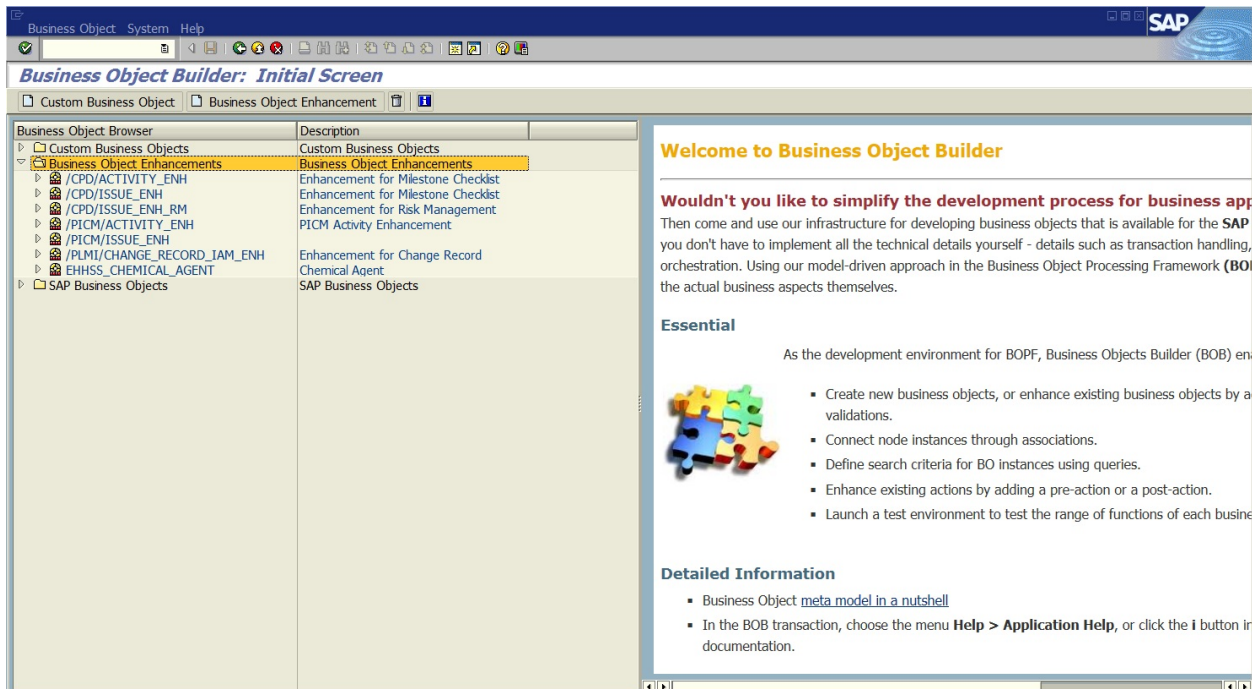 Business Object System Help
SAP
Business Object Builder: Initial Screen
Custom Business Object Business Object Enhancement
Business Object Browser Description
Custom Business Objects Custom Business Objects
Business Object Enhancements Business Object Enhancements
/CPD/ACTIVITY_ENH Enhancement for Milestone Checklist
/CPD/ISSUE_ENH Enhancement for Milestone Checklist
/CPD/ISSUE_ENH_RM Enhancement for Risk Management
/PICM/ACTIVITY_ENH PICM Activity Enhancement
/PICM/ISSUE_ENH
/PLMI/CHANGE_RECORD_IAM_ENH Enhancement for Change Record
EHHSS_CHEMICAL_AGENT Chemical Agent
SAP Business Objects SAP Business Objects
Welcome to Business Object Builder
Wouldn't you like to simplify the development process for business
Then come and use our infrastructure for developing business objects that is available for the SAP
you don't have to implement all the technical details yourself - details such as transaction handling,
orchestration. Using our model-driven approach in the Business Object Processing Framework
the actual business aspects themselves.
Essential
As the development environment for BOPF, Business Objects Builder (BOB)
▪ Create new business objects, or enhance existing business objects by
validations.
▪ Connect node instances through associations.
▪ Define search criteria for BO instances using queries.
▪ Enhance existing actions by adding a pre-action or a post-action.
▪ Launch a test environment to test the range of functions of each
Detailed Information
▪ Business Object meta model in a nutshell
▪ In the BOB transaction, choose the menu Help > Application Help, or click the i button
documentation.